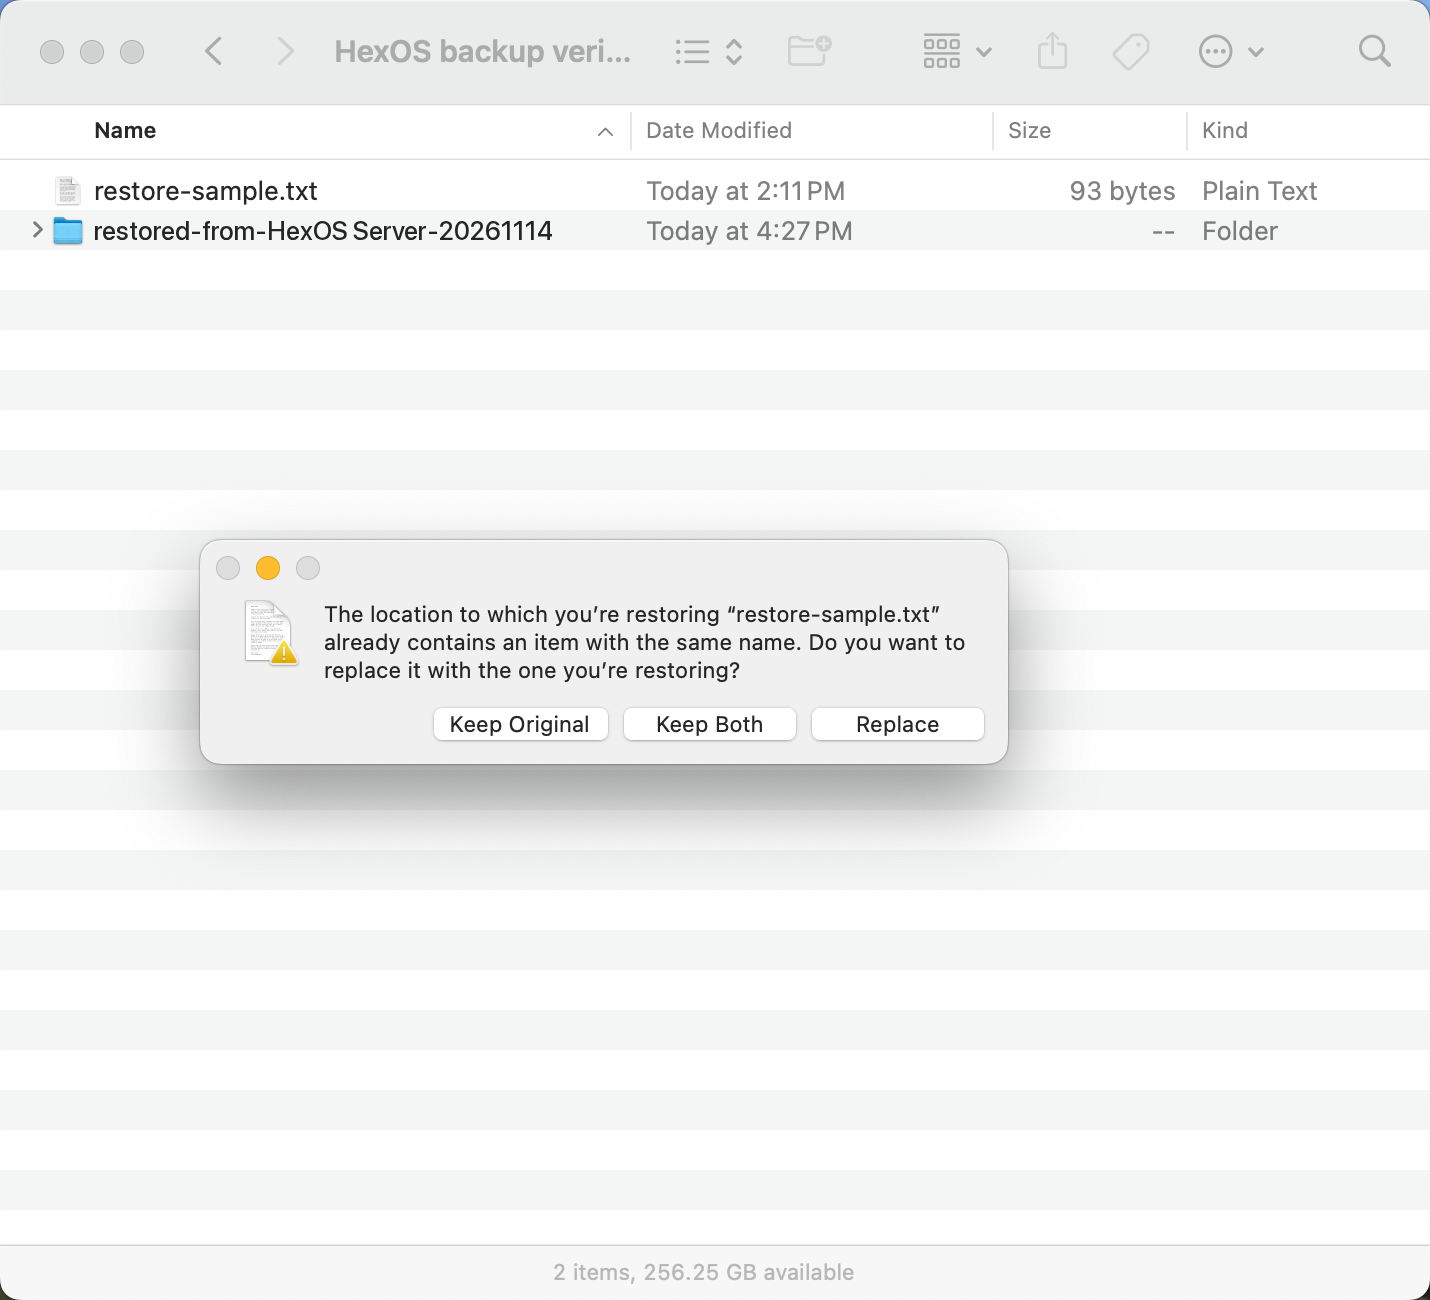 HexOS backup veri...
Name
Date Modified
Size
Kind
restore-sample.txt
Today at 2:11 PM
93 bytes
Plain Text
restored-from-HexOS Server-20261114
Today at 4:27 PM
--
Folder
The location to which you’re restoring “restore-sample.txt”
already contains an item with the same name. Do you want to
replace it with the one you’re restoring?
Keep Original
Keep Both
Replace
2 items, 256.25 GB available